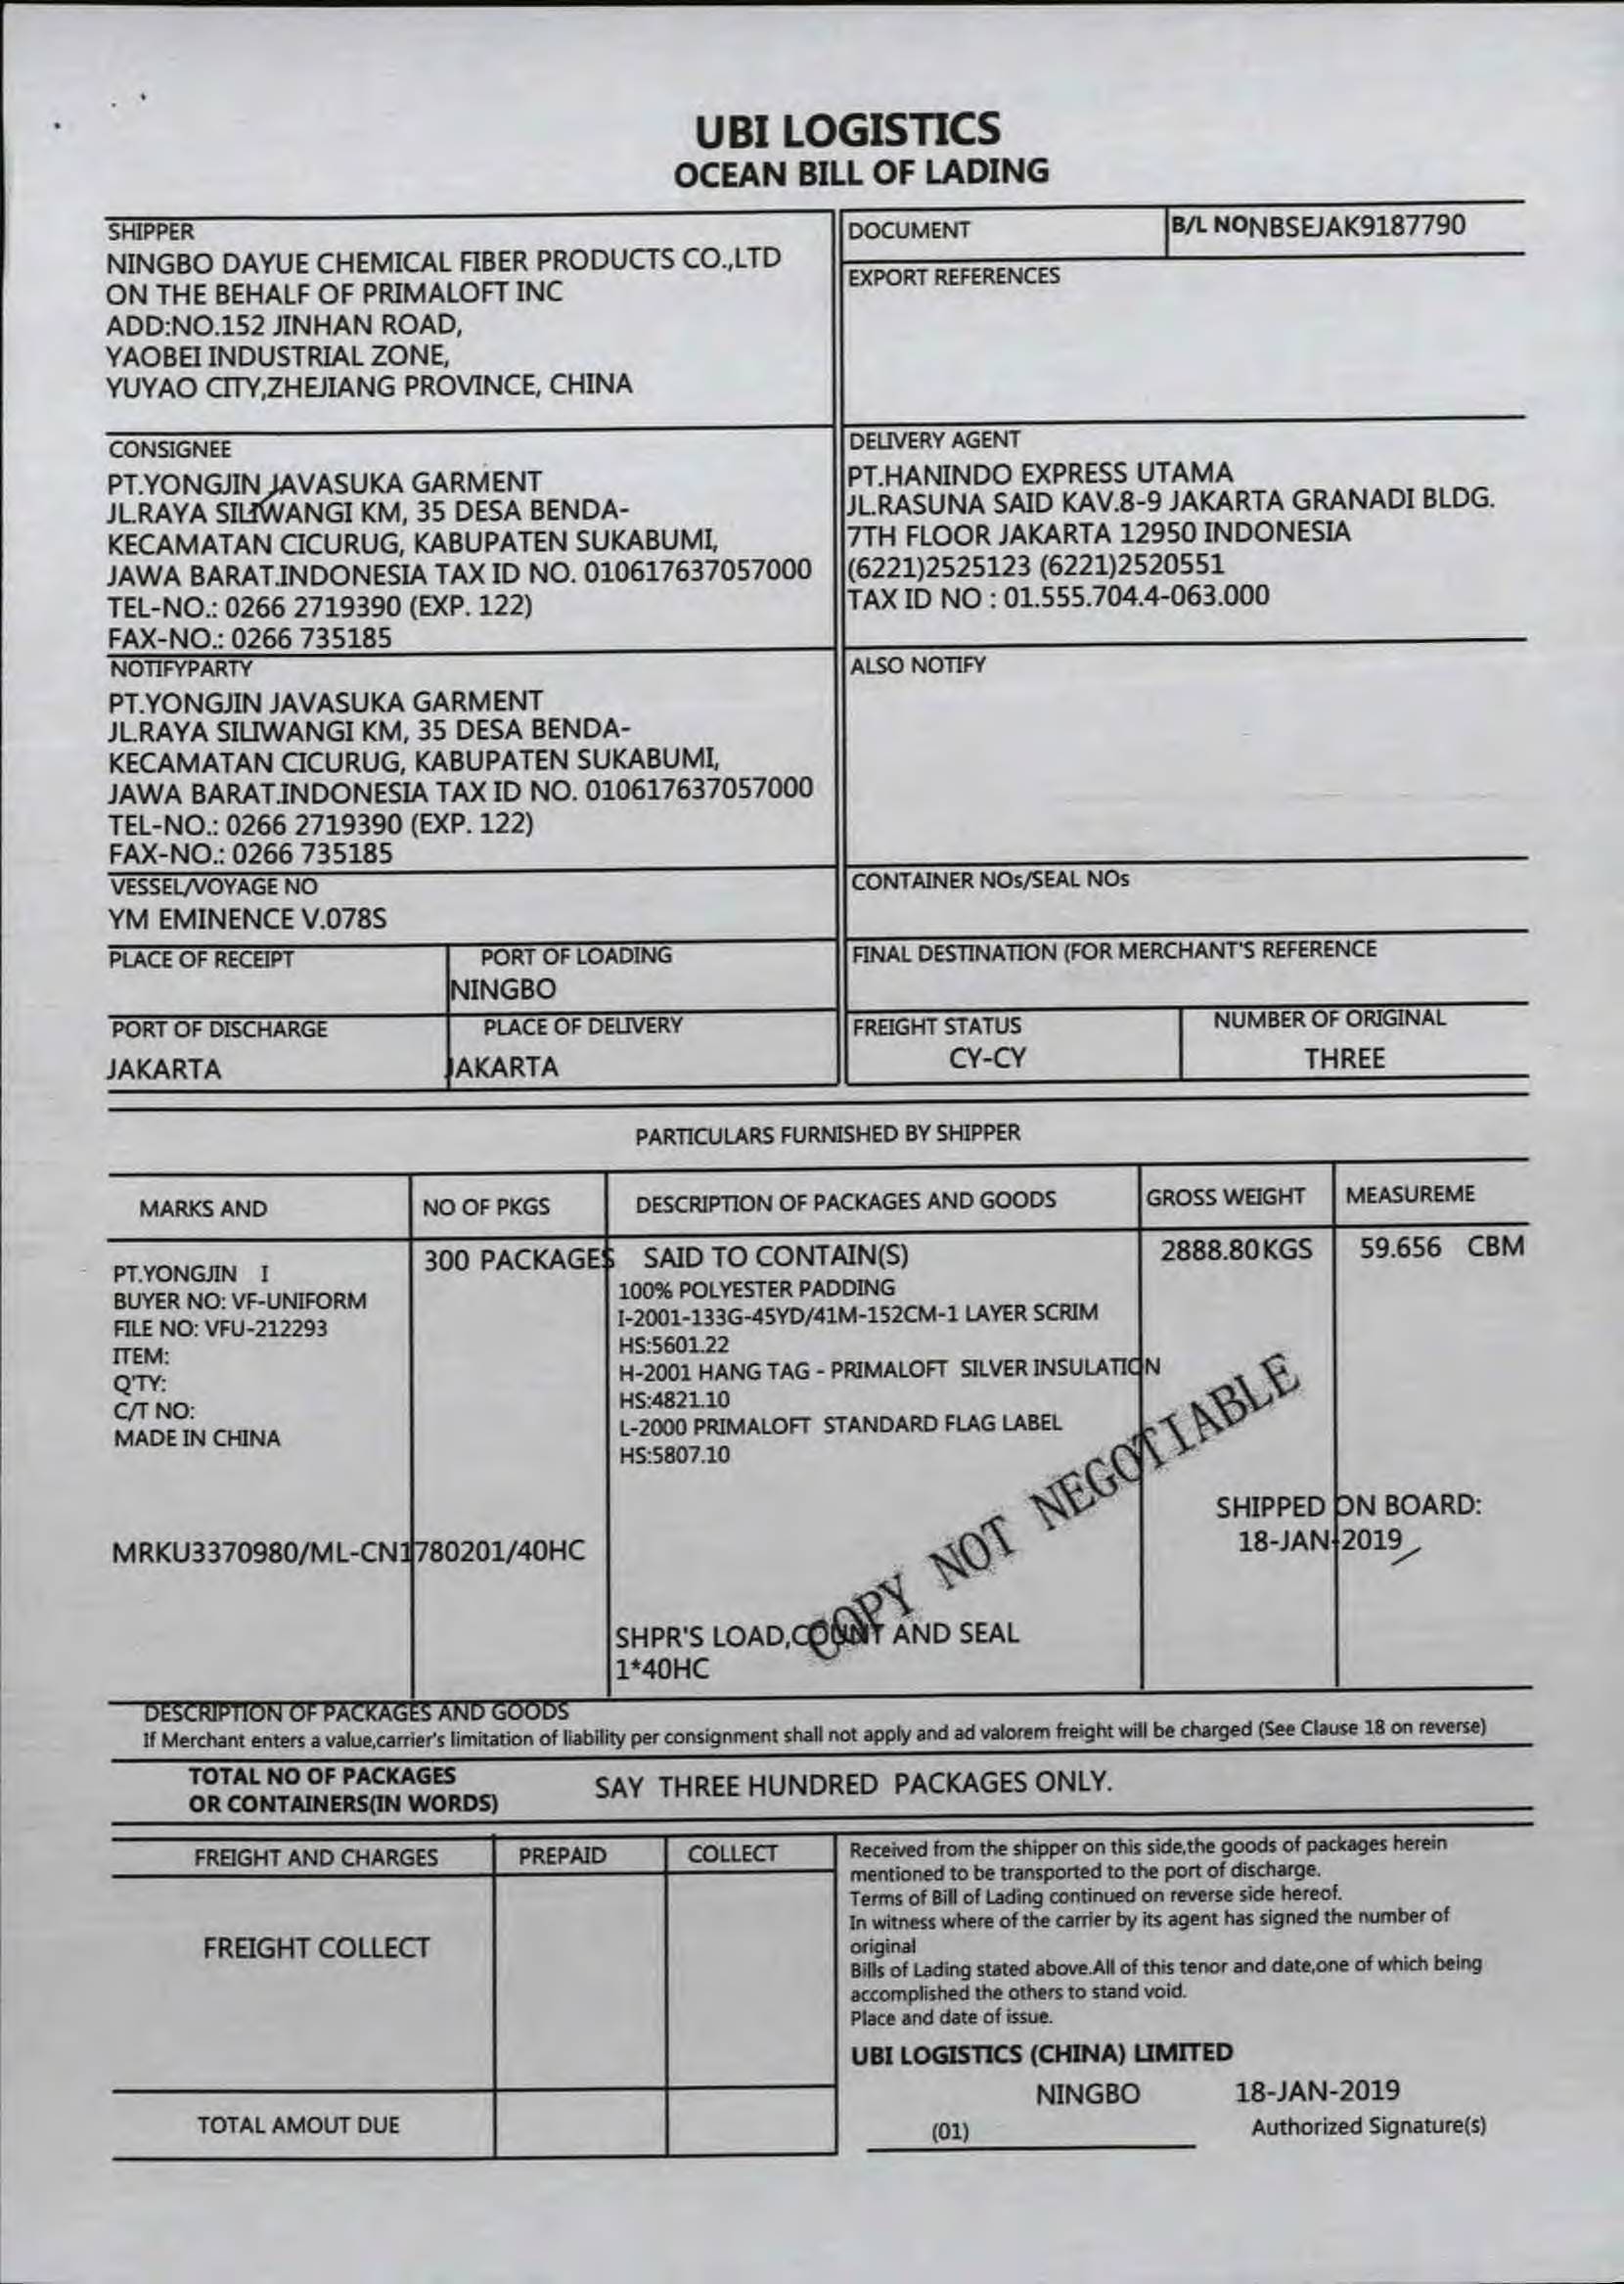 UBI LOGISTICS
OCEAN BILL OF LADING
SHIPPER
NINGBO DAYUE CHEMICAL FIBER PRODUCTS CO.,LTD
ON THE BEHALF OF PRIMALOFT INC
ADD:NO.152 JINHAN ROAD,
YAOBEI INDUSTRIAL ZONE,
YUYAO CITY,ZHEJIANG PROVINCE, CHINA
DOCUMENT
B/L NONBSEJAK9187790
EXPORT REFERENCES
CONSIGNEE
PT.YONGJIN JAVASUKA GARMENT
JL.RAYA SILIWANGI KM, 35 DESA BENDA-
KECAMATAN CICURUG, KABUPATEN SUKABUMI,
JAWA BARAT.INDONESIA TAX ID NO. 010617637057000
TEL-NO.: 0266 2719390 (EXP. 122)
FAX-NO.: 0266 735185
DELIVERY AGENT
PT.HANINDO EXPRESS UTAMA
JL.RASUNA SAID KAV.8-9 JAKARTA GRANADI BLDG.
7TH FLOOR JAKARTA 12950 INDONESIA
(6221)2525123 (6221)2520551
TAX ID NO : 01.555.704.4-063.000
NOTIFYPARTY
PT.YONGJIN JAVASUKA GARMENT
JL.RAYA SILIWANGI KM, 35 DESA BENDA-
KECAMATAN CICURUG, KABUPATEN SUKABUMI,
JAWA BARAT.INDONESIA TAX ID NO. 010617637057000
TEL-NO.: 0266 2719390 (EXP. 122)
FAX-NO.: 0266 735185
ALSO NOTIFY
VESSEL/VOYAGE NO
YM EMINENCE V.078S
CONTAINER NOs/SEAL NOs
PLACE OF RECEIPT
PORT OF LOADING
NINGBO
FINAL DESTINATION (FOR MERCHANT'S REFERENCE
PORT OF DISCHARGE
JAKARTA
PLACE OF DELIVERY
JAKARTA
FREIGHT STATUS
CY-CY
NUMBER OF ORIGINAL
THREE
PARTICULARS FURNISHED BY SHIPPER
MARKS AND
NO OF PKGS
DESCRIPTION OF PACKAGES AND GOODS
GROSS WEIGHT
MEASUREME
PT.YONGJIN I
BUYER NO: VF-UNIFORM
FILE NO: VFU-212293
ITEM:
Q'TY:
C/T NO:
MADE IN CHINA
300 PACKAGES
SAID TO CONTAIN(S)
100% POLYESTER PADDING
I-2001-133G-45YD/41M-152CM-1 LAYER SCRIM
HS:5601.22
H-2001 HANG TAG - PRIMALOFT SILVER INSULATION
HS:4821.10
L-2000 PRIMALOFT STANDARD FLAG LABEL
HS:5807.10
2888.80KGS
59.656 CBM
COPY NOT NEGOTIABLE
SHIPPED ON BOARD:
18-JAN-2019
MRKU3370980/ML-CN1780201/40HC
SHPR'S LOAD,COUNT AND SEAL
1*40HC
DESCRIPTION OF PACKAGES AND GOODS
If Merchant enters a value,carrier's limitation of liability per consignment shall not apply and ad valorem freight will be charged (See Clause 18 on reverse)
TOTAL NO OF PACKAGES
OR CONTAINERS(IN WORDS)
SAY THREE HUNDRED PACKAGES ONLY.
FREIGHT AND CHARGES
PREPAID
COLLECT
FREIGHT COLLECT
TOTAL AMOUT DUE
Received from the shipper on this side,the goods of packages herein
mentioned to be transported to the port of discharge.
Terms of Bill of Lading continued on reverse side hereof.
In witness where of the carrier by its agent has signed the number of
original
Bills of Lading stated above.All of this tenor and date,one of which being
accomplished the others to stand void.
Place and date of issue.
UBI LOGISTICS (CHINA) LIMITED
NINGBO 18-JAN-2019
(01)
Authorized Signature(s)